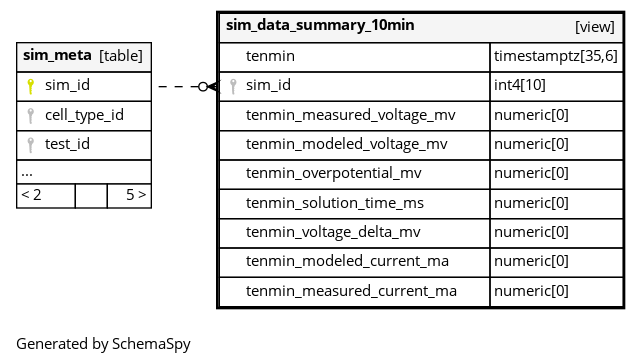 sim_meta [table]
sim_id
cell_type_id
test_id
...
< 2 5 >
sim_data_summary_10min [view]
tenmin timestamptz[35,6]
sim_id int4[10]
tenmin_measured_voltage_mv numeric[0]
tenmin_modeled_voltage_mv numeric[0]
tenmin_overpotential_mv numeric[0]
tenmin_solution_time_ms numeric[0]
tenmin_voltage_delta_mv numeric[0]
tenmin_modeled_current_ma numeric[0]
tenmin_measured_current_ma numeric[0]
Generated by SchemaSpy